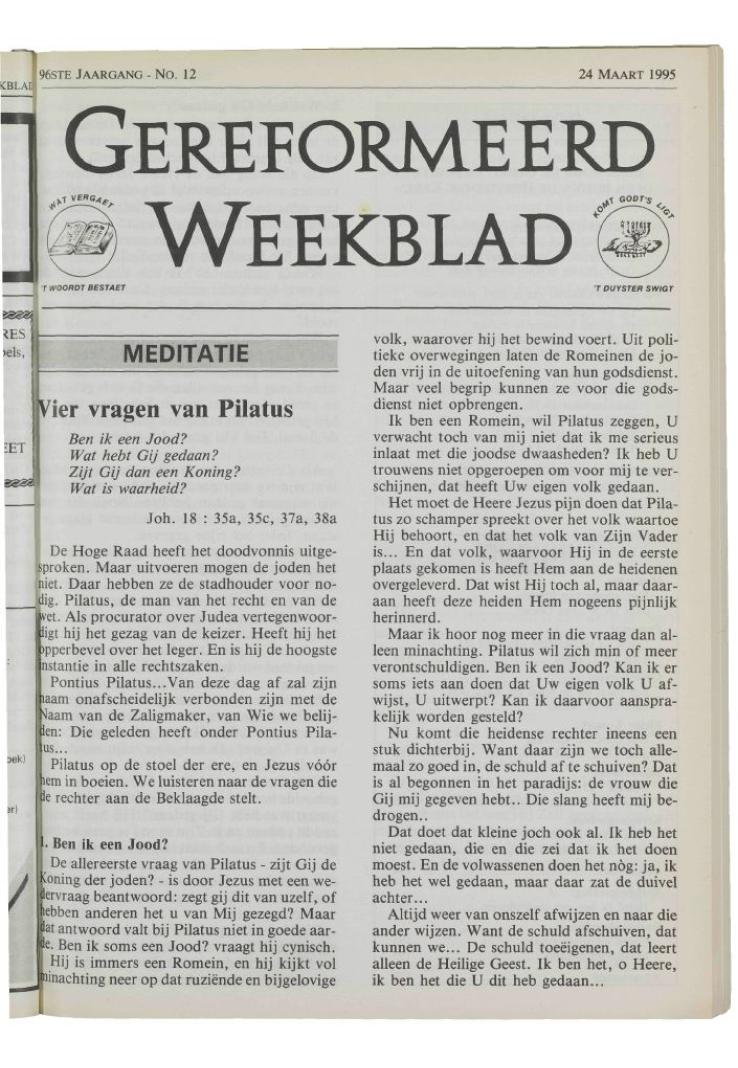 96STE JAARGANG - NO. 12
24 MAART 1995
GEREFORMEERD
WEEKBLAD
WAT VERGAET
'T WOORDT BESTAET
KOMT GODT'S LIGT
'T DUYSTER SWIGT
MEDITATIE
Vier vragen van Pilatus
Ben ik een Jood?
Wat hebt Gij gedaan?
Zijt Gij dan een Koning?
Wat is waarheid?
Joh. 18 : 35a, 35c, 37a, 38a
De Hoge Raad heeft het doodvonnis uitge-
sproken. Maar uitvoeren mogen de joden het
niet. Daar hebben ze de stadhouder voor no-
dig. Pilatus, de man van het recht en van de
wet. Als procurator over Judea vertegenwoor-
digt hij het gezag van de keizer. Heeft hij het
opperbevel over het leger. En is hij de hoogste
instantie in alle rechtszaken.
Pontius Pilatus...Van deze dag af zal zijn
naam onafscheidelijk verbonden zijn met de
Naam van de Zaligmaker, van Wie we belij-
den: Die geleden heeft onder Pontius Pila-
tus...
Pilatus op de stoel der ere, en Jezus vóór
hem in boeien. We luisteren naar de vragen die
de rechter aan de Beklaagde stelt.
1. Ben ik een Jood?
De allereerste vraag van Pilatus - zijt Gij de
Koning der joden? - is door Jezus met een we-
dervraag beantwoord: zegt gij dit van uzelf, of
hebben anderen het u van Mij gezegd? Maar
dat antwoord valt bij Pilatus niet in goede aar-
de. Ben ik soms een Jood? vraagt hij cynisch.
Hij is immers een Romein, en hij kijkt vol
minachting neer op dat ruziënde en bijgelovige
volk, waarover hij het bewind voert. Uit poli-
tieke overwegingen laten de Romeinen de jo-
den vrij in de uitoefening van hun godsdienst.
Maar veel begrip kunnen ze voor die gods-
dienst niet opbrengen.
Ik ben een Romein, wil Pilatus zeggen, U
verwacht toch van mij niet dat ik me serieus
inlaat met die joodse dwaasheden? Ik heb U
trouwens niet opgeroepen om voor mij te ver-
schijnen, dat heeft Uw eigen volk gedaan.
Het moet de Heere Jezus pijn doen dat Pila-
tus zo schamper spreekt over het volk waartoe
Hij behoort, en dat het volk van Zijn Vader
is... En dat volk, waarvoor Hij in de eerste
plaats gekomen is heeft Hem aan de heidenen
overgeleverd. Dat wist Hij toch al, maar daar-
aan heeft deze heiden Hem nogeens pijnlijk
herinnerd.
Maar ik hoor nog meer in die vraag dan al-
leen minachting. Pilatus wil zich min of meer
verontschuldigen. Ben ik een Jood? Kan ik er
soms iets aan doen dat Uw eigen volk U af-
wijst, U uitwerpt? Kan ik daarvoor aanspra-
kelijk worden gesteld?
Nu komt die heidense rechter ineens een
stuk dichterbij. Want daar zijn we toch alle-
maal zo goed in, de schuld af te schuiven? Dat
is al begonnen in het paradijs: de vrouw die
Gij mij gegeven hebt.. Die slang heeft mij be-
drogen..
Dat doet dat kleine joch ook al. Ik heb het
niet gedaan, die en die zei dat ik het doen
moest. En de volwassenen doen het nòg: ja, ik
heb het wel gedaan, maar daar zat de duivel
achter...
Altijd weer van onszelf afwijzen en naar die
ander wijzen. Want de schuld afschuiven, dat
kunnen we... De schuld toeëigenen, dat leert
alleen de Heilige Geest. Ik ben het, o Heere,
ik ben het die U dit heb gedaan...